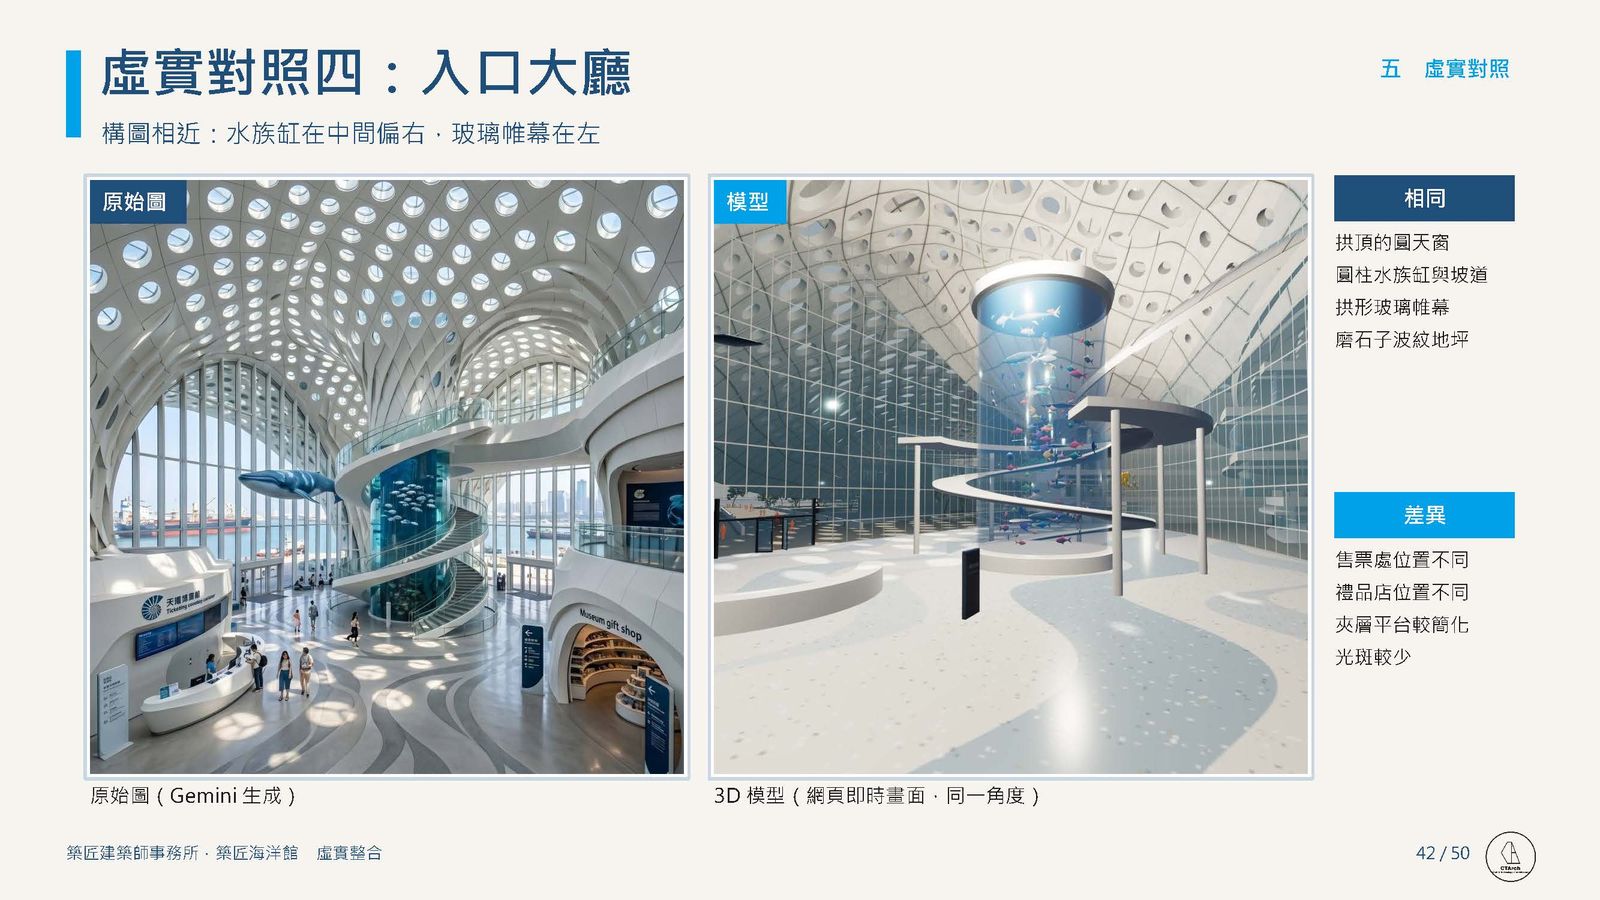 虛實對照四：入口大廳
五　虛實對照
構圖相近：水族缸在中間偏右，玻璃帷幕在左
原始圖
Ticketing counter
Museum gift shop
模型
相同
拱頂的圓天窗
圓柱水族缸與坡道
拱形玻璃帷幕
磨石子波紋地坪
差異
售票處位置不同
禮品店位置不同
夾層平台較簡化
光斑較少
原始圖（Gemini 生成）
3D 模型（網頁即時畫面，同一角度）
築匠建築師事務所．築匠海洋館　虛實整合
42 / 50
CTArch